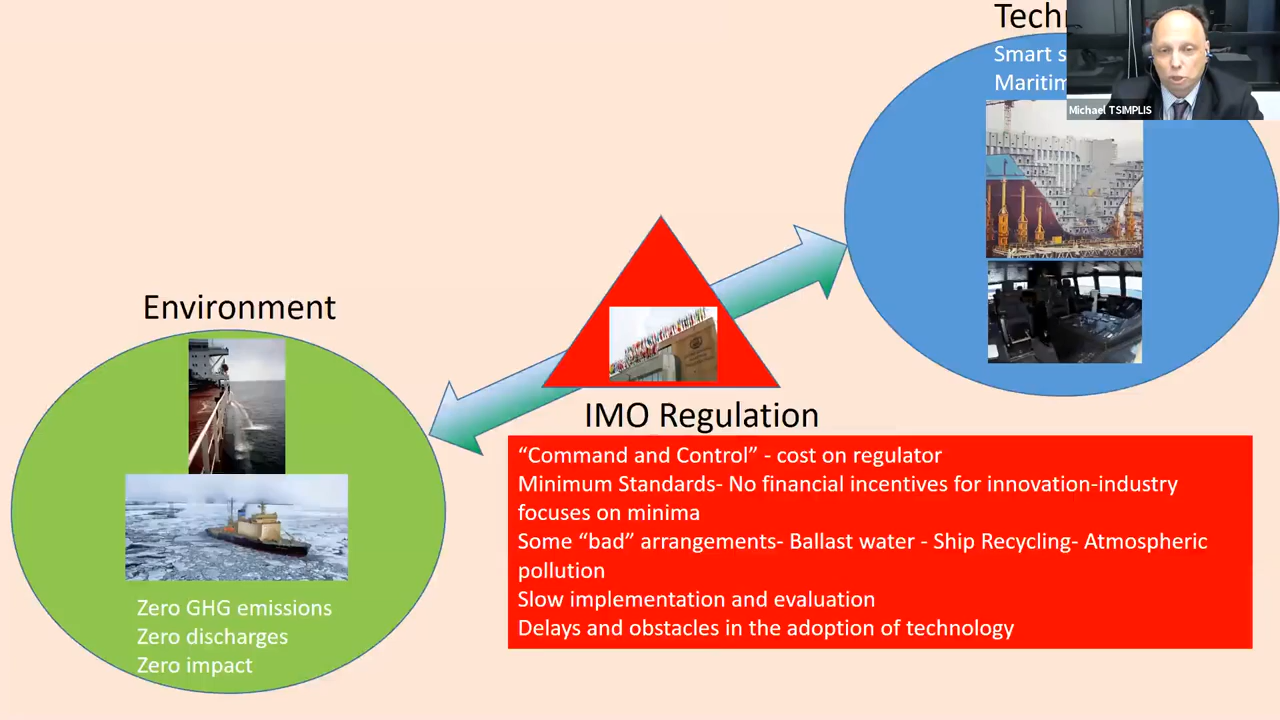 Smart
Maritim
Michael TSIMPLIS
Environment
Zero GHG emissions
Zero discharges
Zero impact
IMO Regulation
“Command and Control” - cost on regulator
Minimum Standards- No financial incentives for innovation-industry
focuses on minima
Some “bad” arrangements- Ballast water - Ship Recycling- Atmospheric
pollution
Slow implementation and evaluation
Delays and obstacles in the adoption of technology